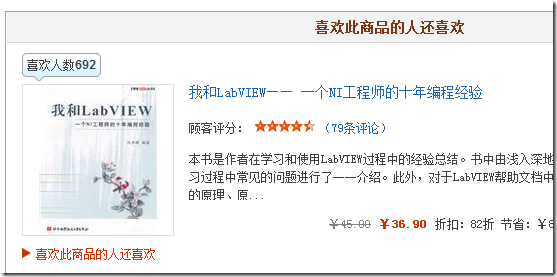 喜欢此商品的人还喜欢
喜欢人数692
我和LabVIEW
一个NI工程师的十年编程经验
我和LabVIEW—— 一个NI工程师的十年编程经验
顾客评分： (79条评论)
本书是作者在学习和使用LabVIEW过程中的经验总结。书中由浅入深地
习过程中常见的问题进行了一一介绍。此外，对于LabVIEW帮助文档中
的原理、原...
￥45.00 ￥36.90 折扣：82折 节省：￥8
喜欢此商品的人还喜欢